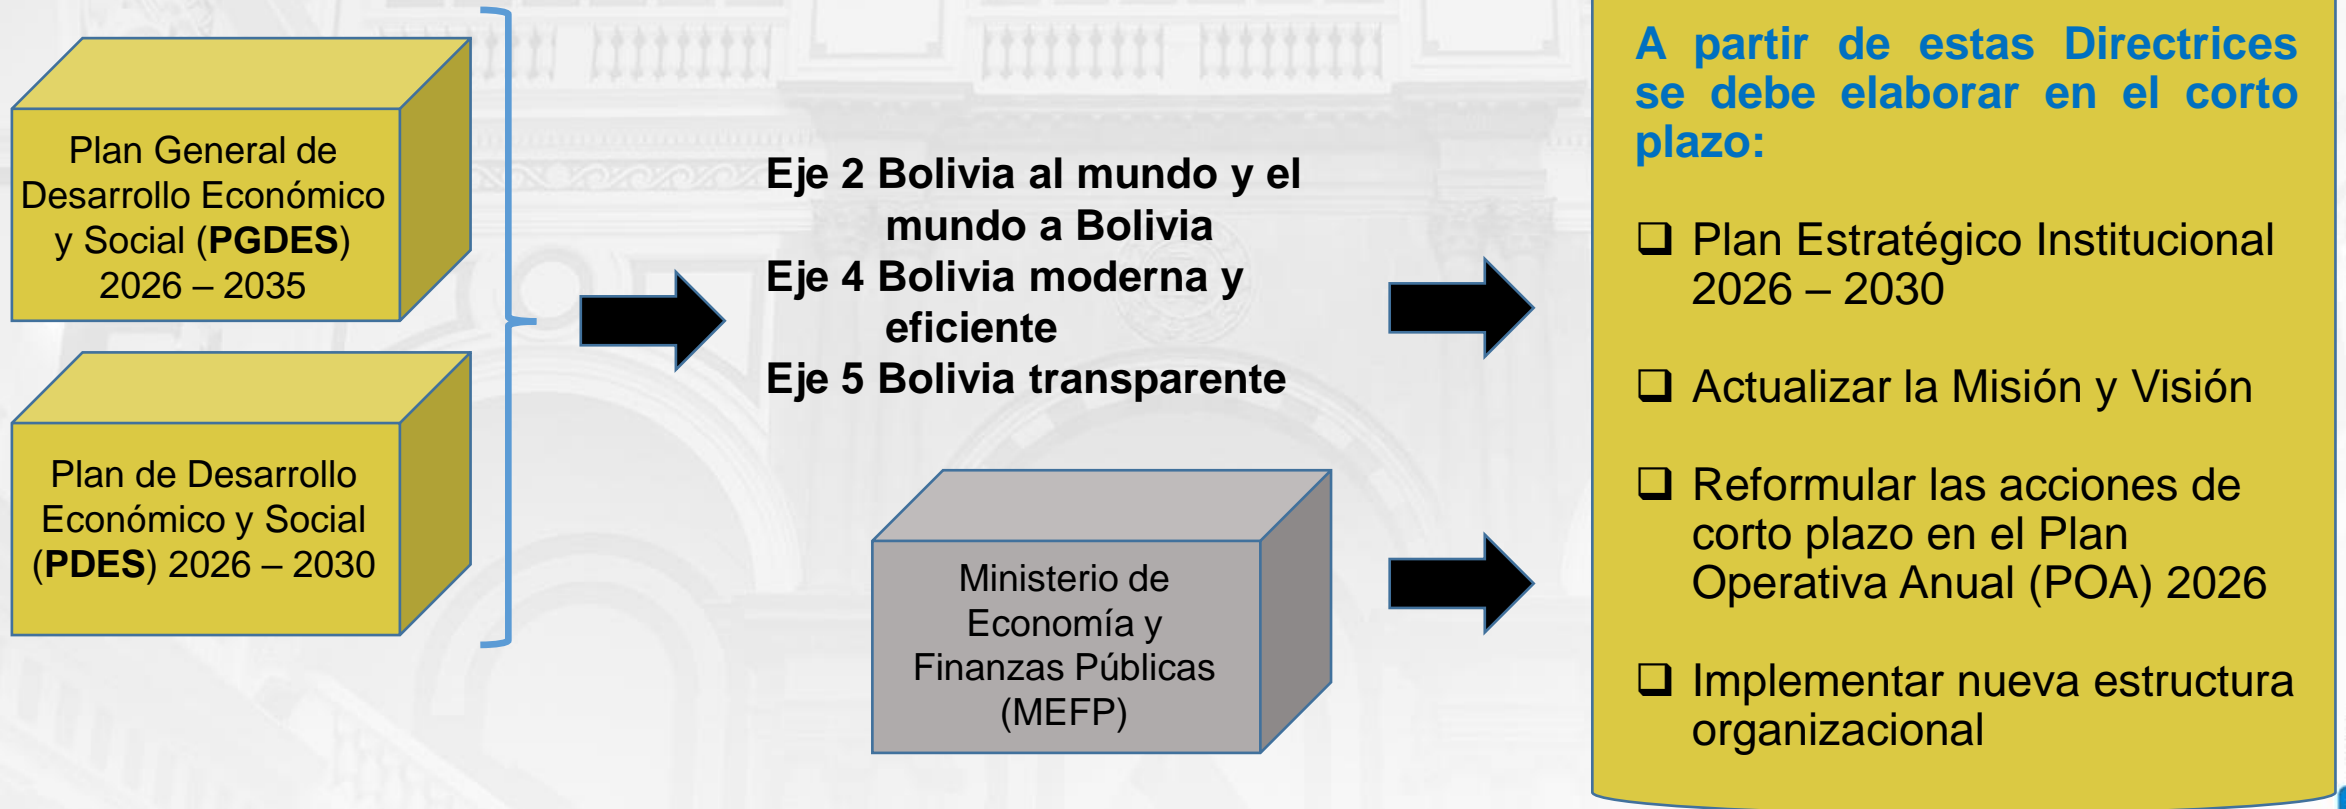 Plan General de
Desarrollo Económico
y Social (PGDES)
2026 – 2035
Plan de Desarrollo
Económico y Social
(PDES) 2026 – 2030
Eje 2 Bolivia al mundo y el
mundo a Bolivia
Eje 4 Bolivia moderna y
eficiente
Eje 5 Bolivia transparente
Ministerio de
Economía y
Finanzas Públicas
(MEFP)
A partir de estas Directrices
se debe elaborar en el corto
plazo:
❑ Plan Estratégico Institucional
2026 – 2030
❑ Actualizar la Misión y Visión
❑ Reformular las acciones de
corto plazo en el Plan
Operativa Anual (POA) 2026
❑ Implementar nueva estructura
organizacional